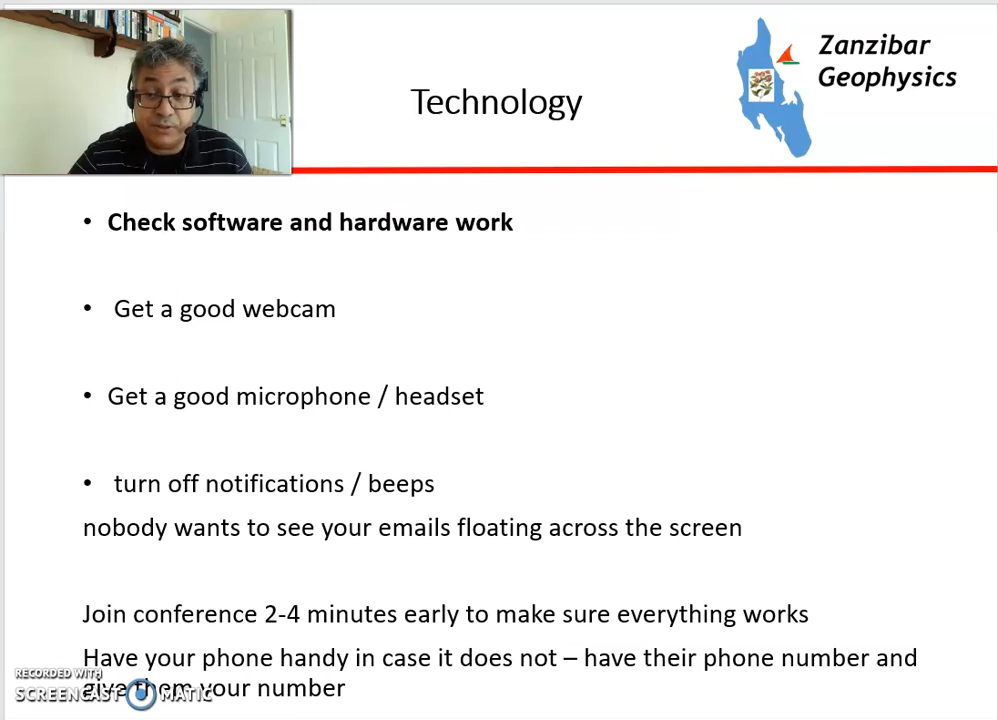 Zanzibar
Geophysics
Technology
• Check software and hardware work
• Get a good webcam
• Get a good microphone / headset
• turn off notifications / beeps
nobody wants to see your emails floating across the screen
Join conference 2-4 minutes early to make sure everything works
Have your phone handy in case it does not – have their phone number and
give them your number
RECORDED WITH
SCREENCAST MATIC